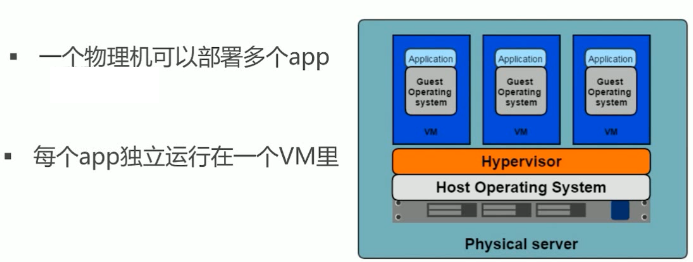 ▪ 一个物理机可以部署多个app
▪ 每个app独立运行在一个VM里
Application
Guest
Operating
system
VM
Application
Guest
Operating
system
VM
Application
Guest
Operating
system
VM
Hypervisor
Host Operating System
Physical server